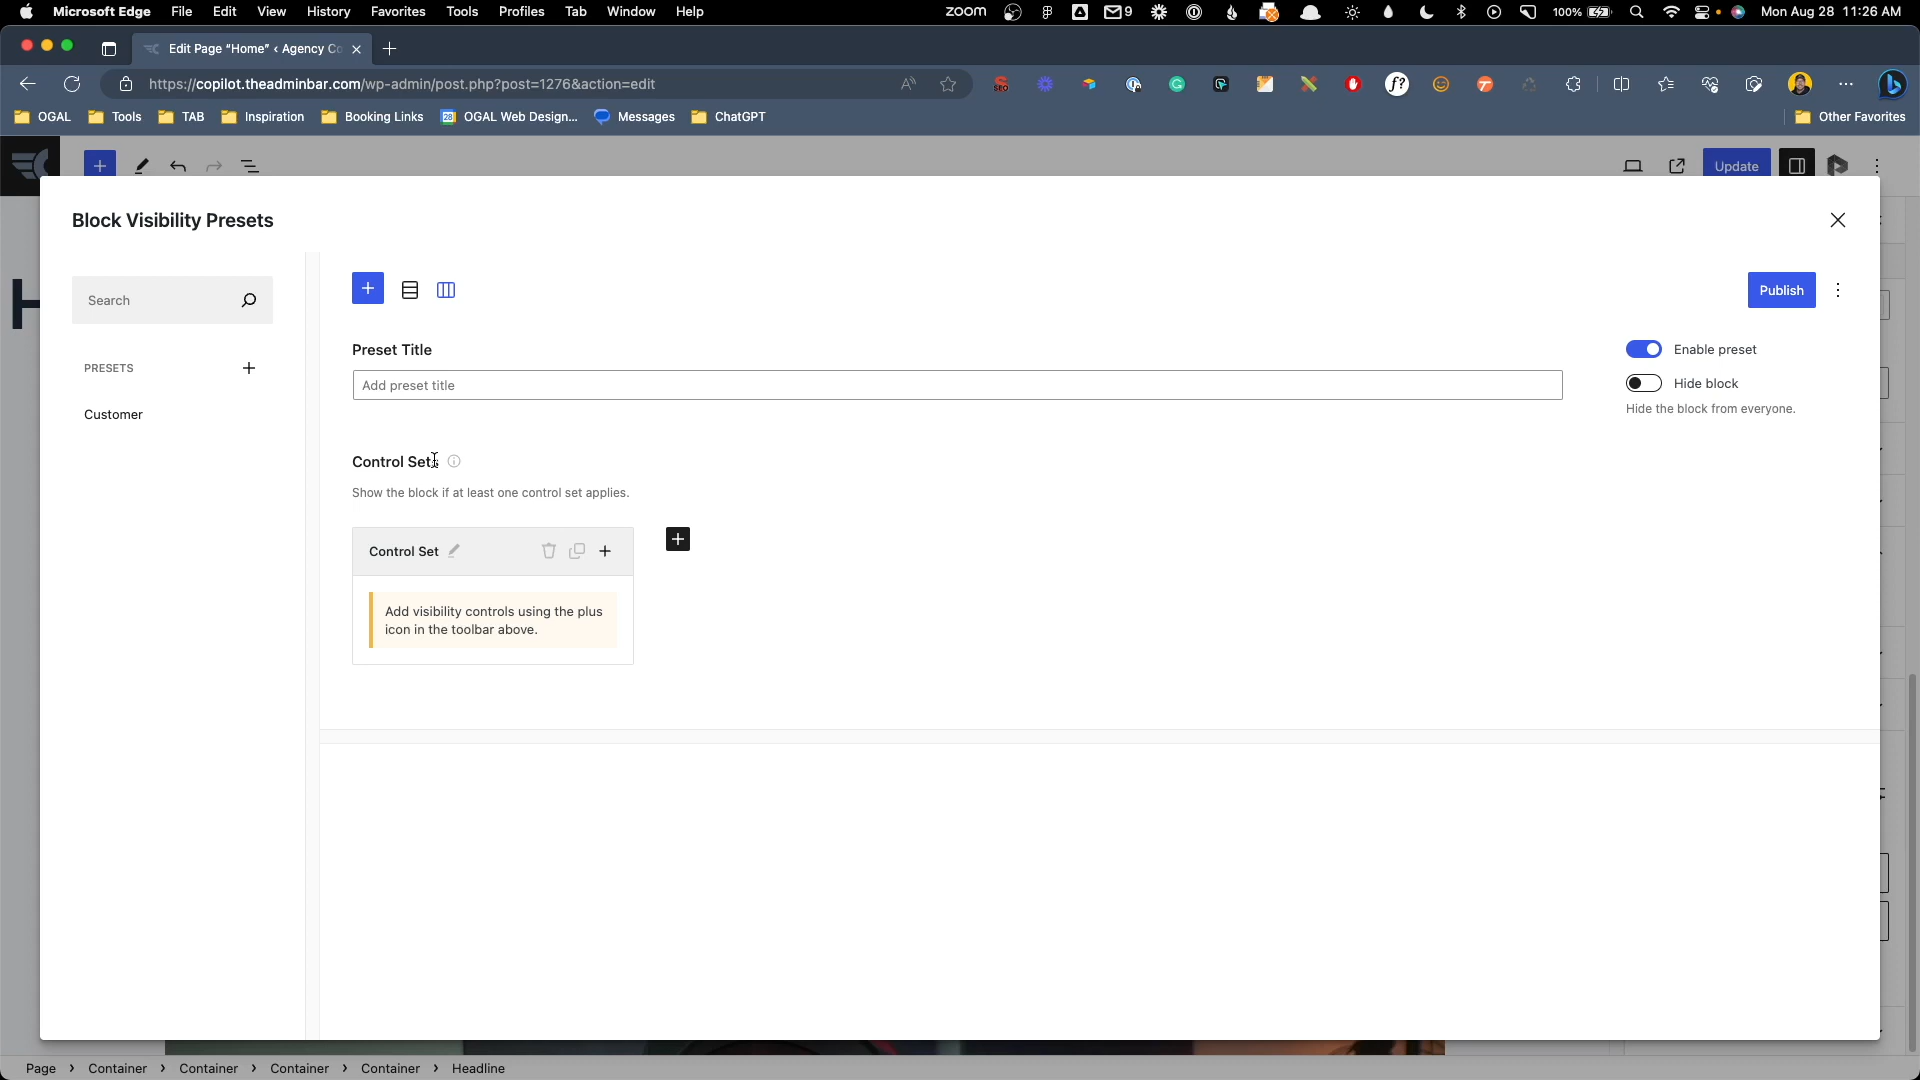 Microsoft Edge File Edit View History Favorites Tools Profiles Tab Window Help zoom 9 100% Mon Aug 28 11:26 AM
Edit Page “Home” ‹ Agency Co
https://copilot.theadminbar.com/wp-admin/post.php?post=1276&action=edit
OGAL Tools TAB Inspiration Booking Links 28 OGAL Web Design... Messages ChatGPT Other Favorites
Update
Block Visibility Presets
Search
Publish
PRESETS
Customer
Preset Title
Add preset title
Enable preset
Hide block
Hide the block from everyone.
Control Sets
Show the block if at least one control set applies.
Control Set
Add visibility controls using the plus
icon in the toolbar above.
Page › Container › Container › Container › Container › Headline